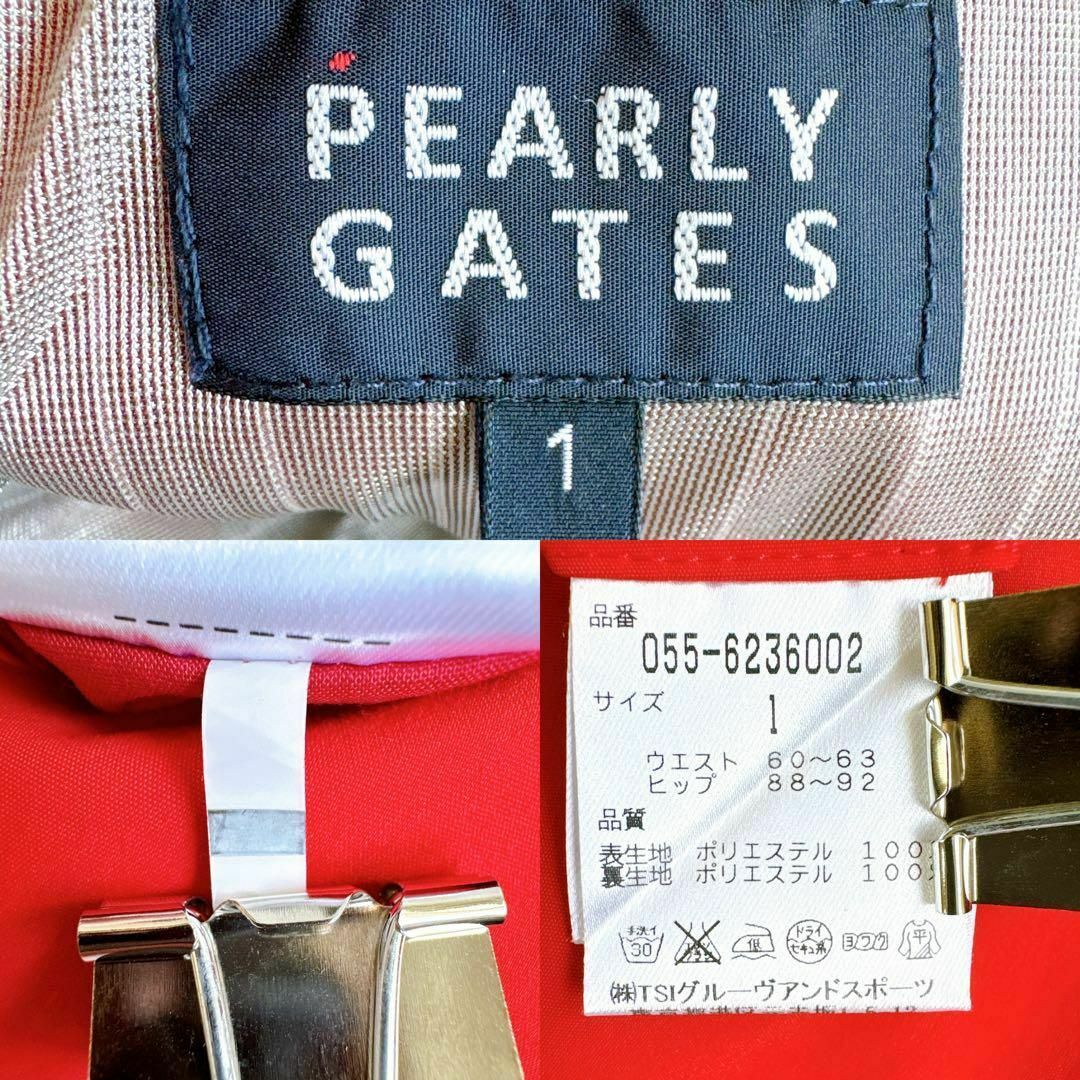 PEARLY
GATES
1
品番
055-6236002
サイズ
1
ウエスト 60〜63
ヒップ 88〜92
品質
表生地 ポリエステル 100
裏生地 ポリエステル 100
手洗イ
30
低
ドライ
セキユ系
ヨワク
平
㈱TSIグルーヴアンドスポーツ